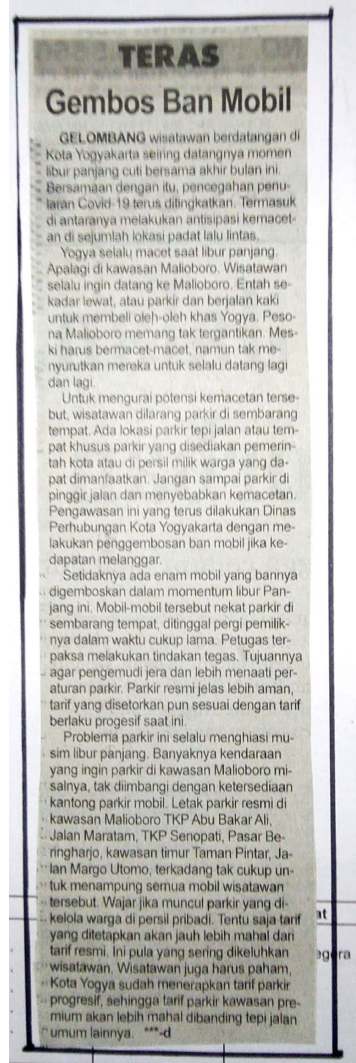 TERAS
Gembos Ban Mobil
GELOMBANG wisatawan berdatangan di
Kota Yogyakarta seiring datangnya momen
libur panjang cuti bersama akhir bulan ini.
Bersamaan dengan itu, pencegahan penu-
laran Covid-19 terus ditingkatkan. Termasuk
di antaranya melakukan antisipasi kemacet-
an di sejumlah lokasi padat lalu lintas.
Yogya selalu macet saat libur panjang.
Apalagi di kawasan Malioboro. Wisatawan
selalu ingin datang ke Malioboro. Entah se-
kadar lewat, atau parkir dan berjalan kaki
untuk membeli oleh-oleh khas Yogya. Peso-
na Malioboro memang tak tergantikan. Mes-
ki harus bermacet-macet, namun tak me-
nyurutkan mereka untuk selalu datang lagi
dan lagi.
Untuk mengurai potensi kemacetan terse-
but, wisatawan dilarang parkir di sembarang
tempat. Ada lokasi parkir tepi jalan atau tem-
pat khusus parkir yang disediakan pemerin-
tah kota atau di persil milik warga yang da-
pat dimanfaatkan. Jangan sampai parkir di
pinggir jalan dan menyebabkan kemacetan.
Pengawasan ini yang terus dilakukan Dinas
Perhubungan Kota Yogyakarta dengan me-
lakukan penggembosan ban mobil jika ke-
dapatan melanggar.
Setidaknya ada enam mobil yang bannya
digemboskan dalam momentum libur Pan-
jang ini. Mobil-mobil tersebut nekat parkir di
sembarang tempat, ditinggal pergi pemilik-
nya dalam waktu cukup lama. Petugas ter-
paksa melakukan tindakan tegas. Tujuannya
agar pengemudi jera dan lebih menaati per-
aturan parkir. Parkir resmi jelas lebih aman,
tarif yang disetorkan pun sesuai dengan tarif
berlaku progesif saat ini.
Problema parkir ini selalu menghiasi mu-
sim libur panjang. Banyaknya kendaraan
yang ingin parkir di kawasan Malioboro mi-
salnya, tak diimbangi dengan ketersediaan
kantong parkir mobil. Letak parkir resmi di
kawasan Malioboro TKP Abu Bakar Ali,
Jalan Maratam, TKP Senopati, Pasar Be-
ringharjo, kawasan timur Taman Pintar, Ja-
lan Margo Utomo, terkadang tak cukup un-
tuk menampung semua mobil wisatawan
tersebut. Wajar jika muncul parkir yang di-
kelola warga di persil pribadi. Tentu saja tarif
yang ditetapkan akan jauh lebih mahal dari
tarif resmi. Ini pula yang sering dikeluhkan
wisatawan. Wisatawan juga harus paham,
Kota Yogya sudah menerapkan tarif parkir
progresif, sehingga tarif parkir kawasan pre-
mium akan lebih mahal dibanding tepi jalan
umum lainnya. ***-d
at
egera